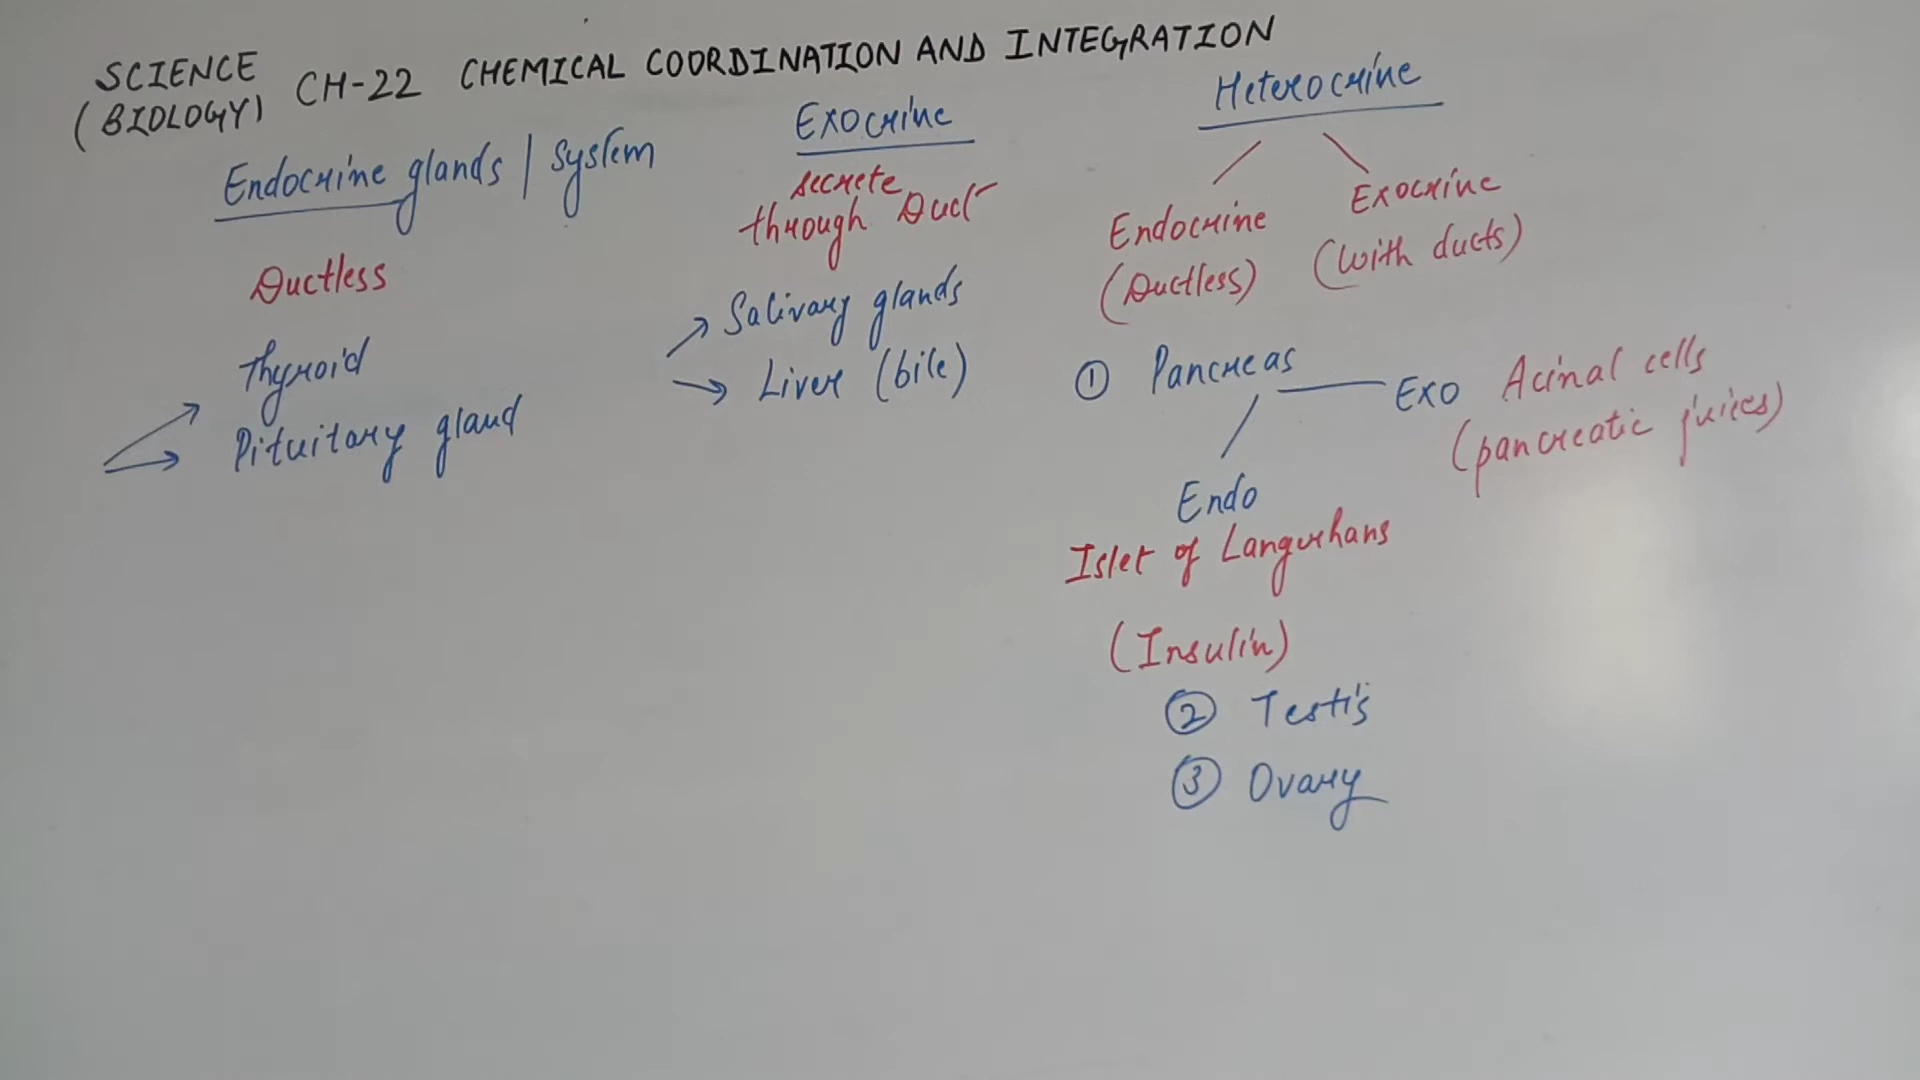 SCIENCE
(BIOLOGY)
CH-22 CHEMICAL COORDINATION AND INTEGRATION
Endocrine glands / system
Ductless
Thyroid
Pituitary gland
Exocrine
secrete
through Duct
Salivary glands
Liver (bile)
Heterocrine
Endocrine
(Ductless)
Exocrine
(with ducts)
① Pancreas
Exo Acinal cells
(pancreatic juices)
Endo
Islet of Langerhans
(Insulin)
② Testis
③ Ovary